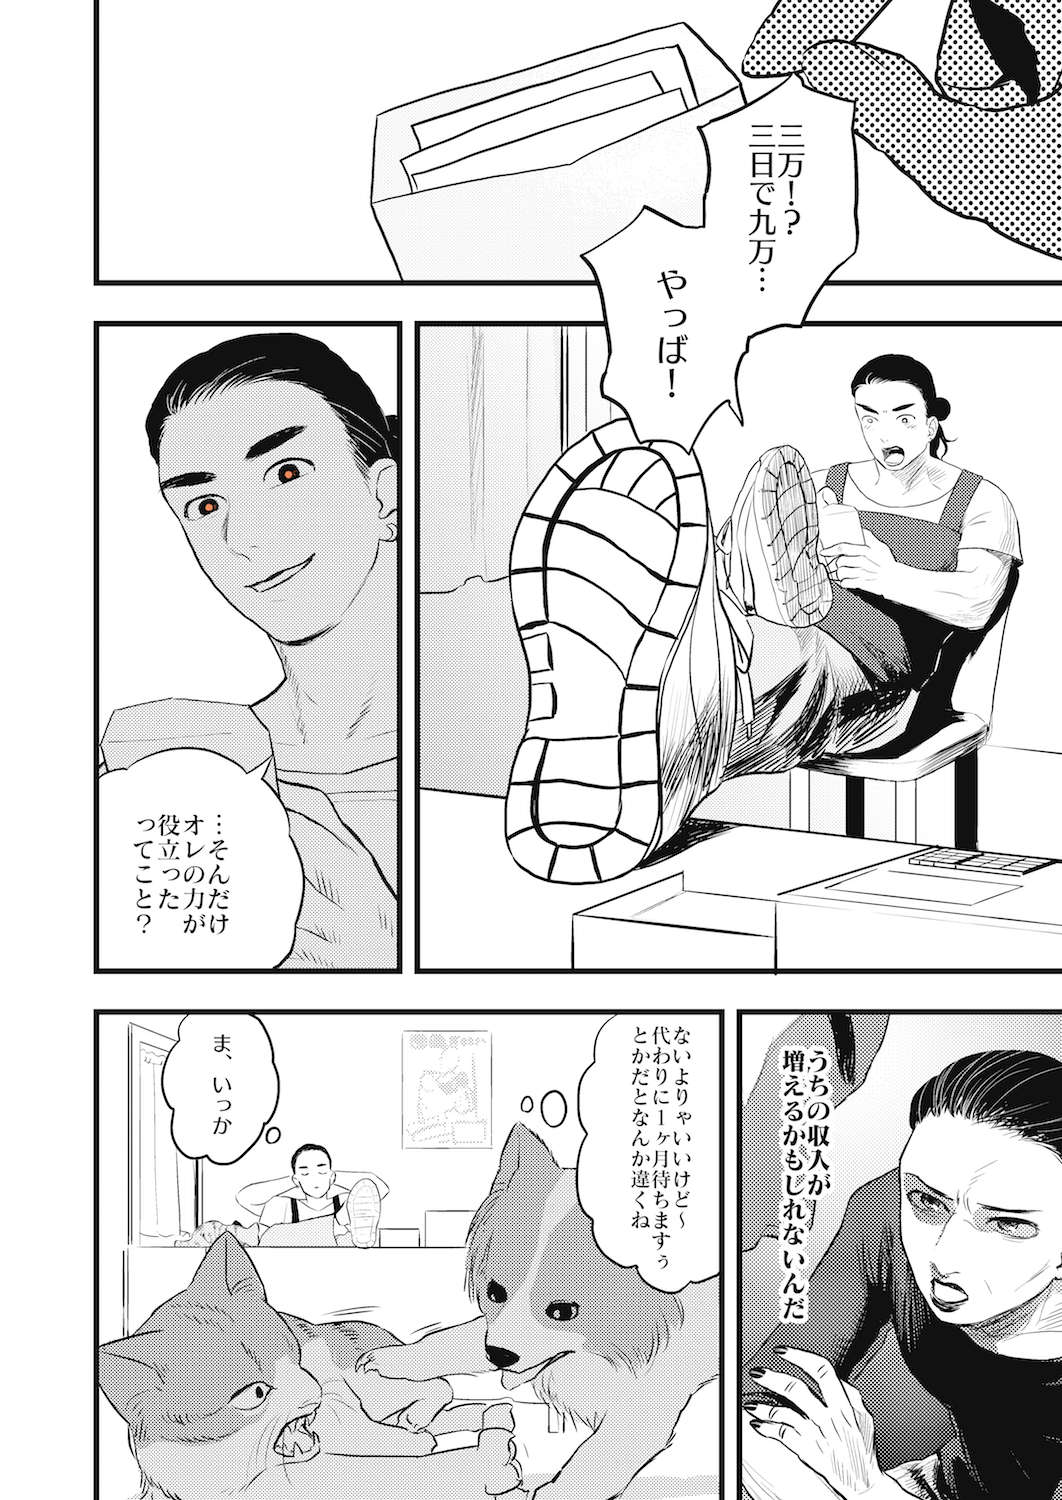 三万！？
三日で九万…
やっば！
…そんだけ
オレの力が
役立った
ってこと？
うちの収入が
増えるかもしれないんだ
ないよりゃいいけど～
代わりに１ヶ月待ちますぅ
とかだとなんか違くね
ま、いっか